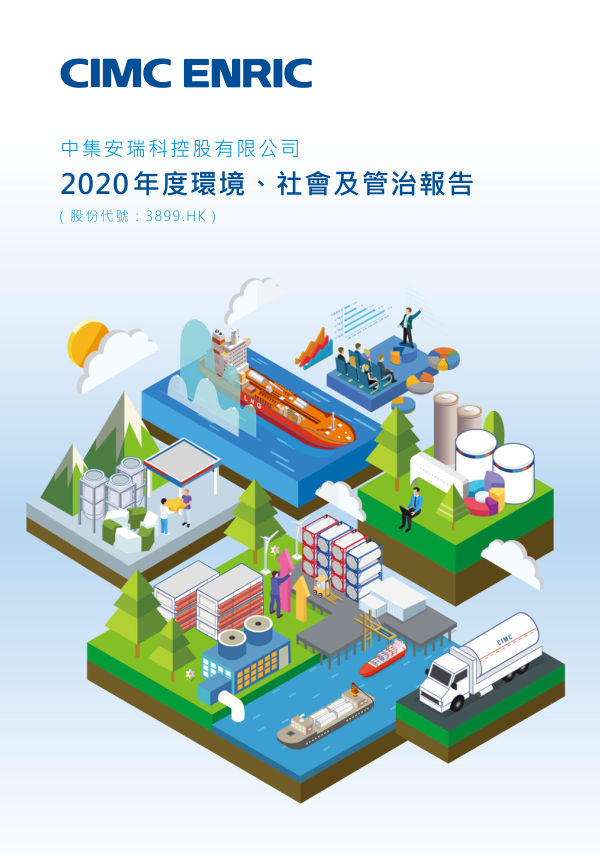 CIMC ENRIC
中集安瑞科控股有限公司
2020年度環境、社會及管治報告
( 股份代號：3899.HK )
LNG
CIMC